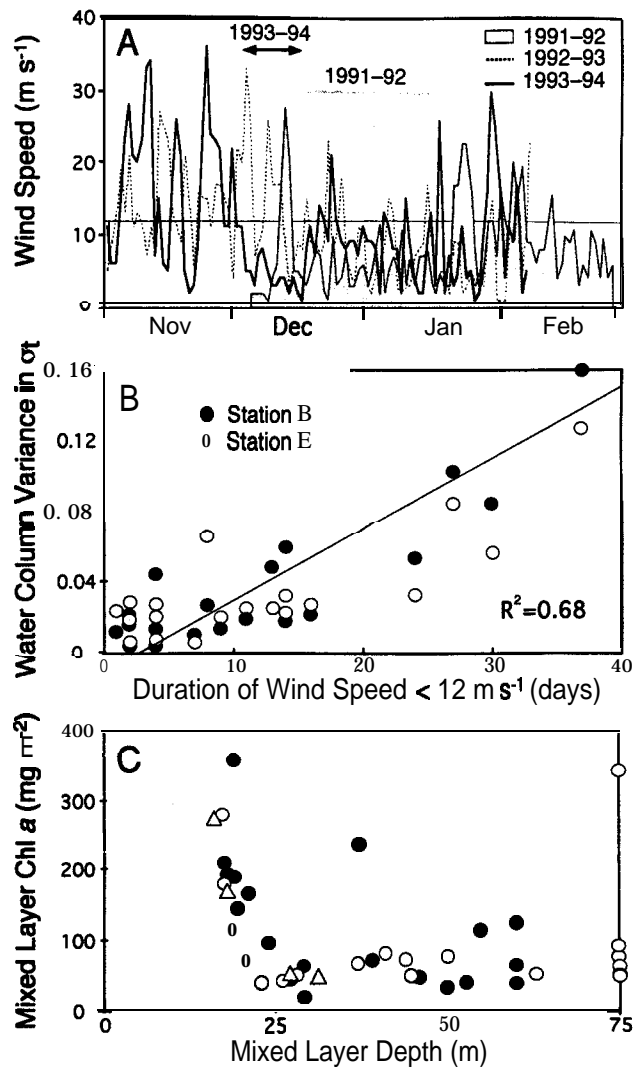 A
Wind Speed (m s-1)
40
30
20
10
0
1993–94
1991–92
1991–92
1992–93
1993–94
Nov
Dec
Jan
Feb
B
Water Column Variance in σt
0.16
0.12
0.08
0.04
0
Station B
Station E
R2=0.68
0
10
20
30
40
Duration of Wind Speed < 12 m s-1 (days)
C
Mixed Layer Chl a (mg m-2)
400
300
200
100
0
0
25
50
75
Mixed Layer Depth (m)